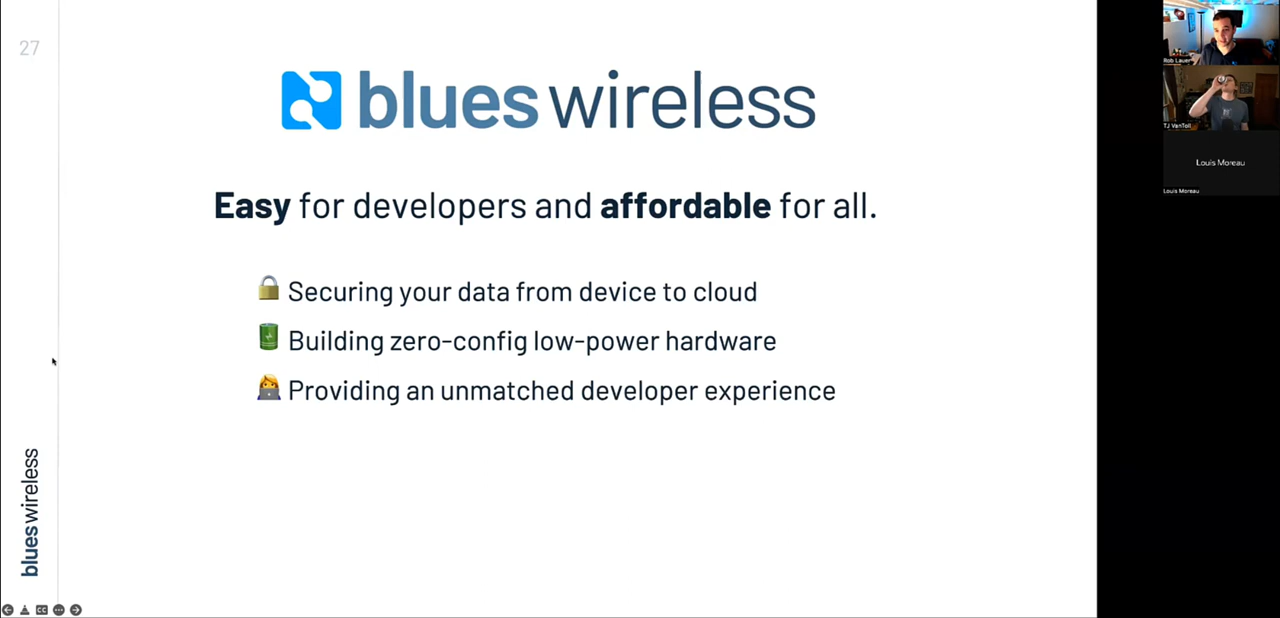 27
blues wireless
Easy for developers and affordable for all.
Securing your data from device to cloud
Building zero-config low-power hardware
Providing an unmatched developer experience
blues wireless
CC
Rob Lauer
TJ VanToll
Louis Moreau
Louis Moreau